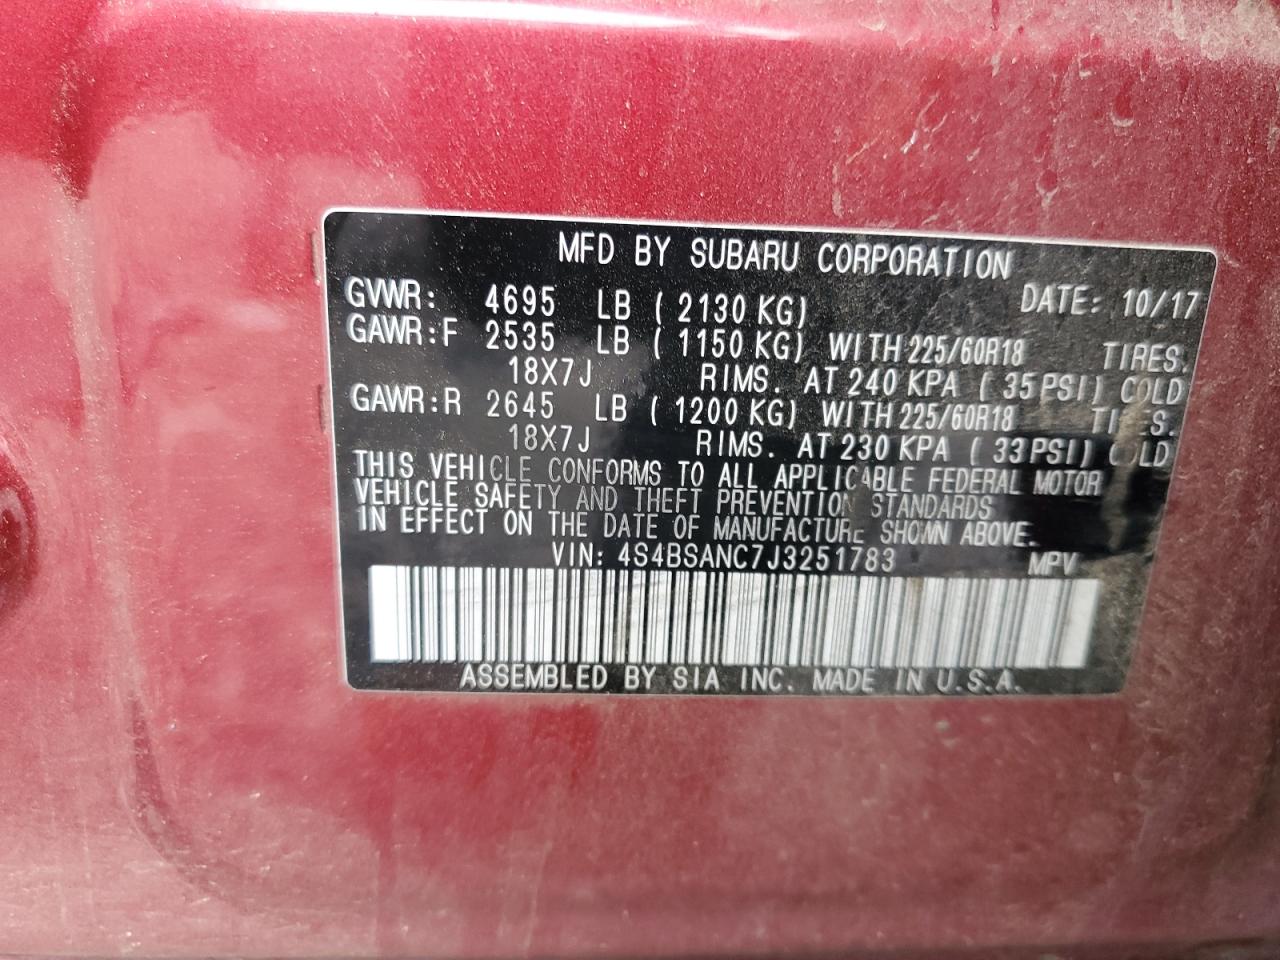 MFD BY SUBARU CORPORATION
GVWR: 4695 LB ( 2130 KG) DATE: 10/17
GAWR:F 2535 LB ( 1150 KG) WITH 225/60R18 TIRES.
18X7J RIMS. AT 240 KPA ( 35 PSI) COLD
GAWR:R 2645 LB ( 1200 KG) WITH 225/60R18 TIRES.
18X7J RIMS. AT 230 KPA ( 33 PSI) COLD
THIS VEHICLE CONFORMS TO ALL APPLICABLE FEDERAL MOTOR
VEHICLE SAFETY AND THEFT PREVENTION STANDARDS
IN EFFECT ON THE DATE OF MANUFACTURE SHOWN ABOVE.
VIN: 4S4BSANC7J3251783 MPV
ASSEMBLED BY SIA INC. MADE IN U.S.A.